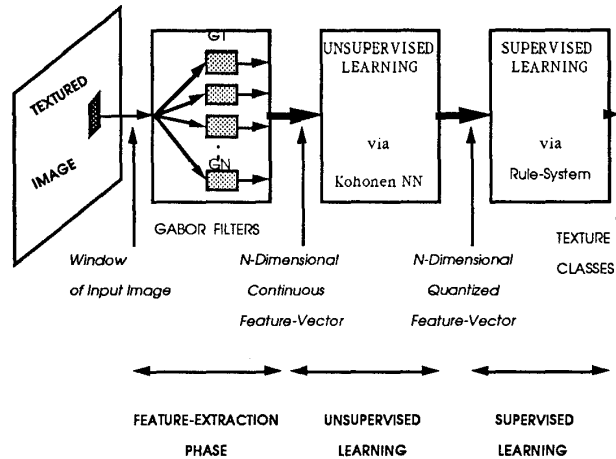 G1
TEXTURED
IMAGE
GN
UNSUPERVISED
LEARNING
via
Kohonen NN
SUPERVISED
LEARNING
via
Rule-System
GABOR FILTERS
TEXTURE
CLASSES
Window
of Input Image
N-Dimensional
Continuous
Feature-Vector
N-Dimensional
Quantized
Feature-Vector
FEATURE-EXTRACTION
PHASE
UNSUPERVISED
LEARNING
SUPERVISED
LEARNING